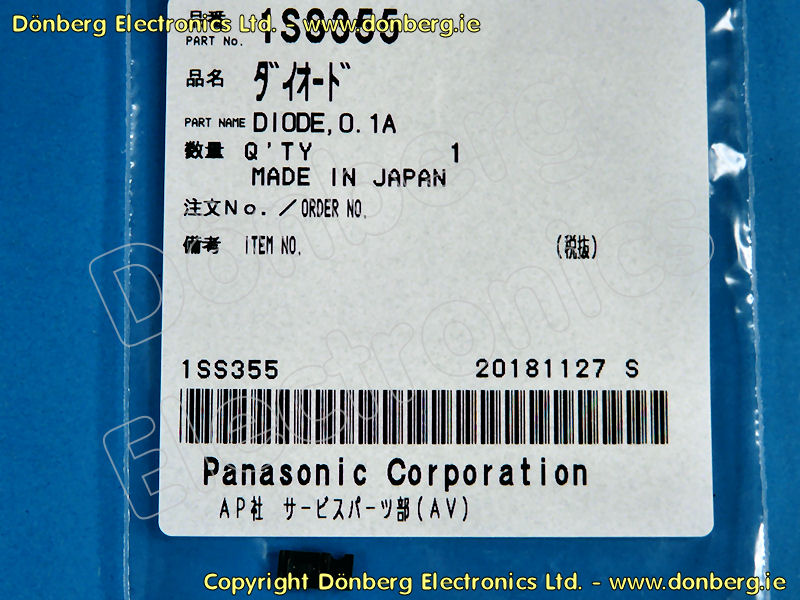 Dönberg Electronics Ltd. - www.donberg.ie
品番
PART No. 1SS355
品名 ダイオード
PART NAME DIODE, 0.1A
数量 Q'TY 1
MADE IN JAPAN
注文No. / ORDER NO.
備考 ITEM NO. (税抜)
Donberg Electronics
1SS355 20181127 S
Panasonic Corporation
AP社 サービスパーツ部(AV)
Copyright Dönberg Electronics Ltd. - www.donberg.ie